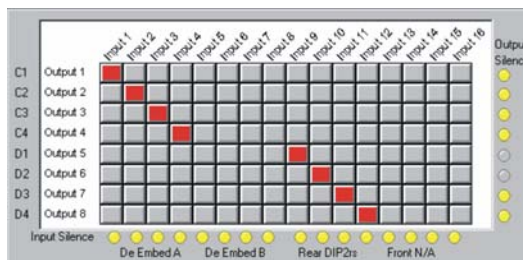 Input 1 Input 2 Input 3 Input 4 Input 5 Input 6 Input 7 Input 8 Input 9 Input 10 Input 11 Input 12 Input 13 Input 14 Input 15 Input 16
Output
Silence
C1 Output 1
C2 Output 2
C3 Output 3
C4 Output 4
D1 Output 5
D2 Output 6
D3 Output 7
D4 Output 8
Input Silence
De Embed A De Embed B Rear DIP2rs Front N/A